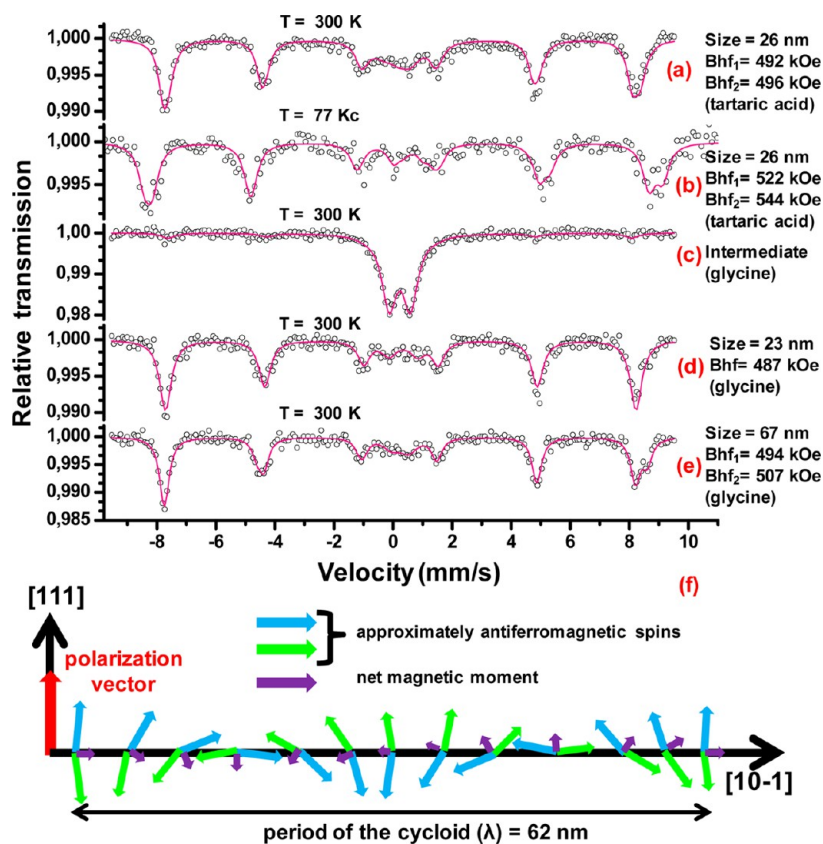 T = 300 K
1,000
0,995
0,990
Size = 26 nm
Bhf1= 492 kOe
Bhf2= 496 kOe
(tartaric acid)
(a)
T = 77 Kc
1,000
0,995
Size = 26 nm
Bhf1= 522 kOe
Bhf2= 544 kOe
(tartaric acid)
(b)
T = 300 K
1,00
0,99
0,98
(c)
Intermediate
(glycine)
T = 300 K
1,000
0,995
0,990
Size = 23 nm
Bhf= 487 kOe
(glycine)
(d)
T = 300 K
1,000
0,995
0,990
0,985
Size = 67 nm
Bhf1= 494 kOe
Bhf2= 507 kOe
(glycine)
(e)
Relative transmission
-8 -6 -4 -2 0 2 4 6 8 10
Velocity (mm/s)
(f)
[111]
polarization
vector
approximately antiferromagnetic spins
net magnetic moment
[10-1]
period of the cycloid (λ) = 62 nm